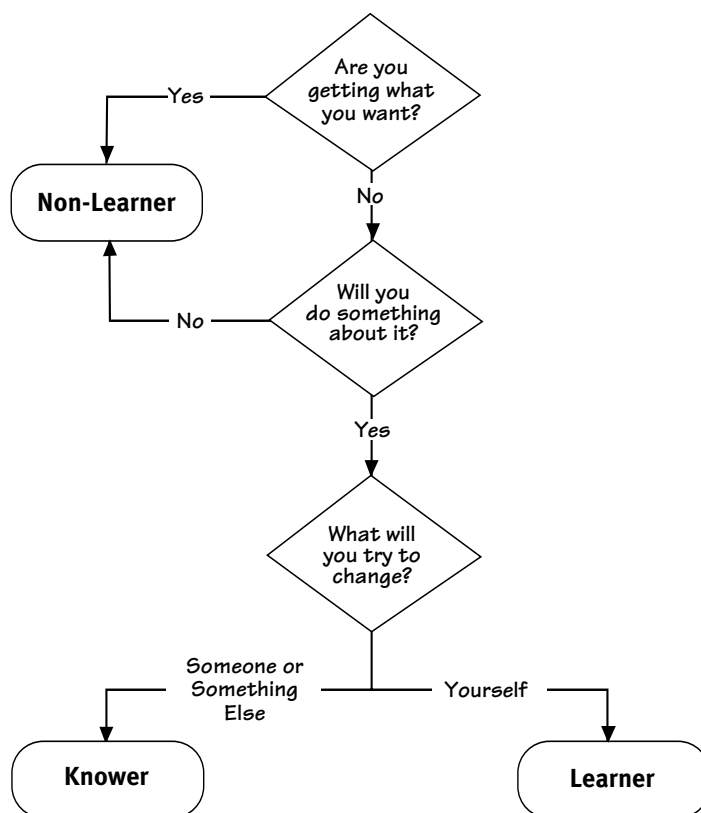 Are you
getting what
you want?
Yes
Non-Learner
No
Will you
do something
about it?
No
Yes
What will
you try to
change?
Someone or
Something
Else
Yourself
Knower
Learner